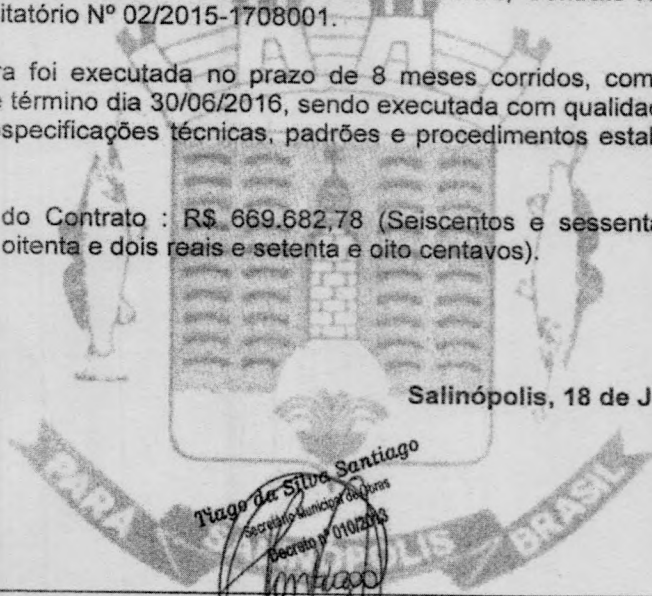 itatório Nº 02/2015-1708001.
ra foi executada no prazo de 8 meses corridos, com
e término dia 30/06/2016, sendo executada com qualidad
specificações técnicas, padrões e procedimentos estal
do Contrato : R$ 669.682,78 (Seiscentos e sessenta
oitenta e dois reais e setenta e oito centavos).
Salinópolis, 18 de J
Tiago da Silva Santiago
Secretário Municipal de Obras
Decreto nº 010/2013
PARÁ
SALINÓPOLIS
BRASIL